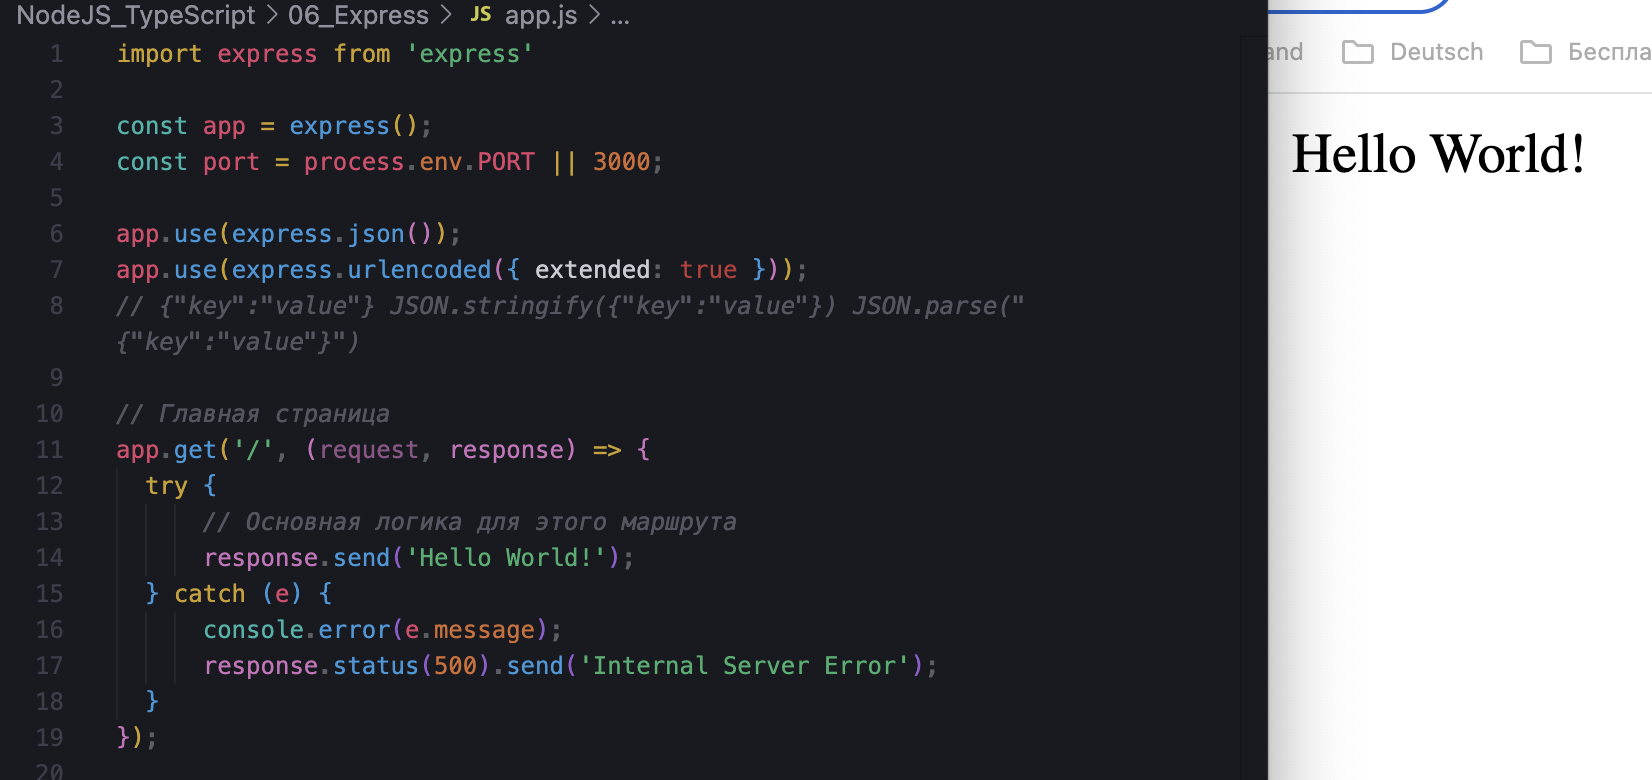 NodeJS_TypeScript > 06_Express > JS app.js > ...
1 import express from 'express'
2
3 const app = express();
4 const port = process.env.PORT || 3000;
5
6 app.use(express.json());
7 app.use(express.urlencoded({ extended: true }));
8 // {"key":"value"} JSON.stringify({"key":"value"}) JSON.parse("
{"key":"value"}")
9
10 // Главная страница
11 app.get('/', (request, response) => {
12 try {
13 // Основная логика для этого маршрута
14 response.send('Hello World!');
15 } catch (e) {
16 console.error(e.message);
17 response.status(500).send('Internal Server Error');
18 }
19 });
20
and Deutsch Беспла
Hello World!